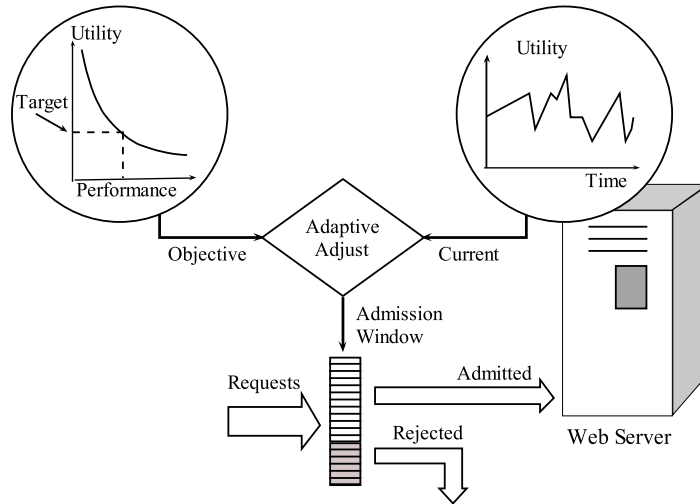 Utility
Target
Performance
Utility
Time
Adaptive
Adjust
Objective
Current
Admission
Window
Requests
Admitted
Rejected
Web Server